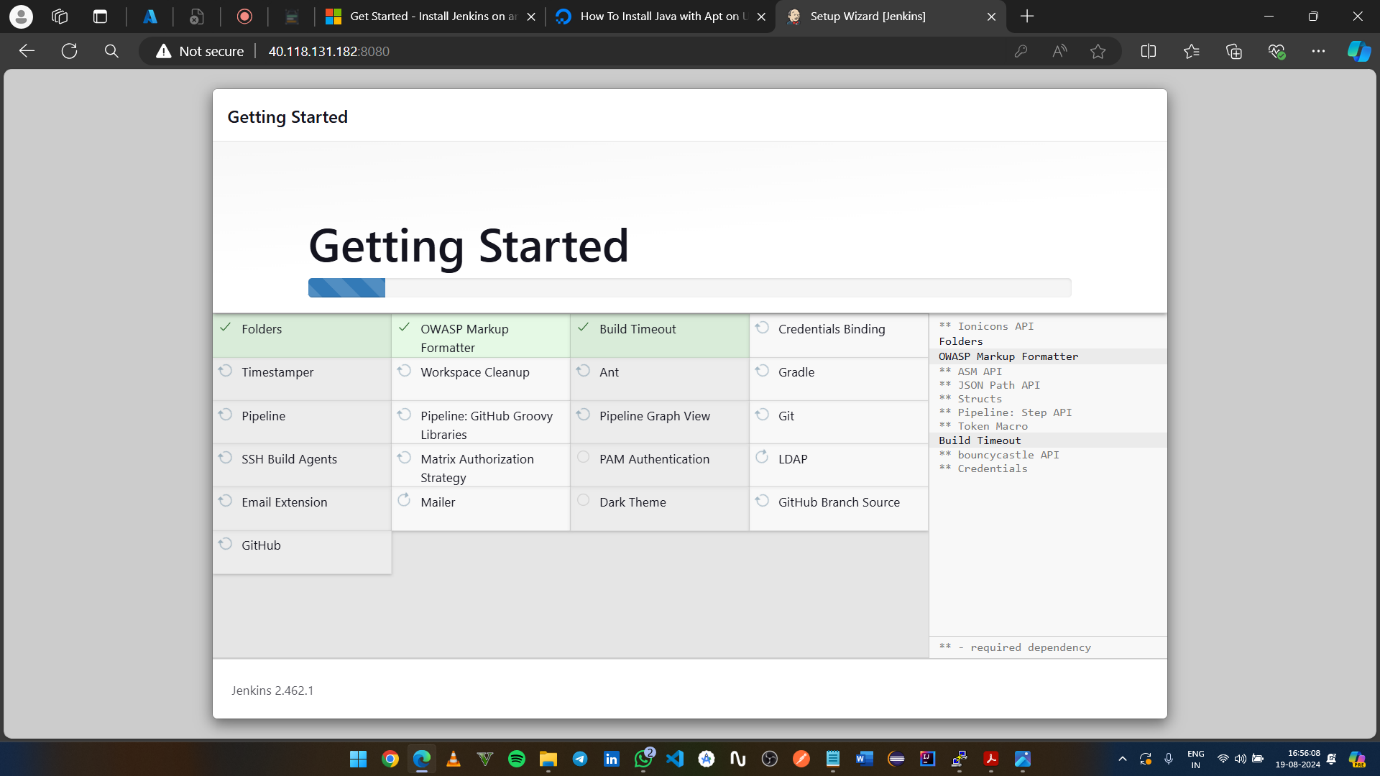 Get Started - Install Jenkins on an
How To Install Java with Apt on U
Setup Wizard [Jenkins]
Not secure
40.118.131.182:8080
Getting Started
Getting Started
Folders
OWASP Markup
Formatter
Build Timeout
Credentials Binding
Timestamper
Workspace Cleanup
Ant
Gradle
Pipeline
Pipeline: GitHub Groovy
Libraries
Pipeline Graph View
Git
SSH Build Agents
Matrix Authorization
Strategy
PAM Authentication
LDAP
Email Extension
Mailer
Dark Theme
GitHub Branch Source
GitHub
** Ionicons API
Folders
OWASP Markup Formatter
** ASM API
** JSON Path API
** Structs
** Pipeline: Step API
** Token Macro
Build Timeout
** bouncycastle API
** Credentials
** - required dependency
Jenkins 2.462.1
2
ENG
IN
16:56:08
19-08-2024